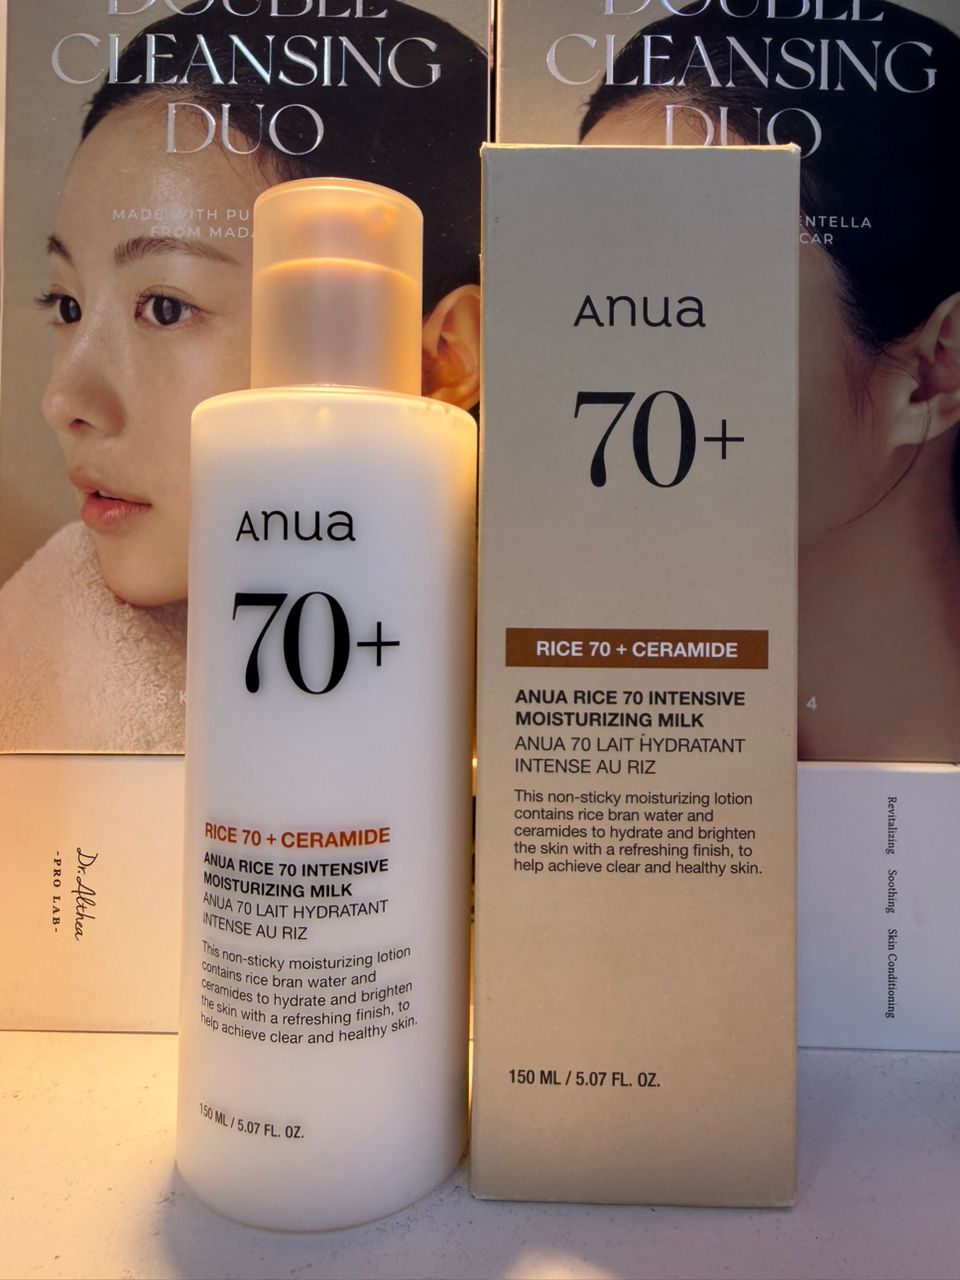 DOUBLE
CLEANSING
DUO
MADE WITH PU
FROM MADA
DOUBLE
CLEANSING
DUO
ENTELLA
CAR
4
Anua
70+
RICE 70 + CERAMIDE
ANUA RICE 70 INTENSIVE
MOISTURIZING MILK
ANUA 70 LAIT HYDRATANT
INTENSE AU RIZ
This non-sticky moisturizing lotion
contains rice bran water and
ceramides to hydrate and brighten
the skin with a refreshing finish, to
help achieve clear and healthy skin.
150 ML / 5.07 FL. OZ.
Anua
70+
RICE 70 + CERAMIDE
ANUA RICE 70 INTENSIVE
MOISTURIZING MILK
ANUA 70 LAIT HYDRATANT
INTENSE AU RIZ
This non-sticky moisturizing lotion
contains rice bran water and
ceramides to hydrate and brighten
the skin with a refreshing finish, to
help achieve clear and healthy skin.
150 ML / 5.07 FL. OZ.
Dr.Althea
-PRO LAB-
Revitalizing Soothing Skin Conditioning